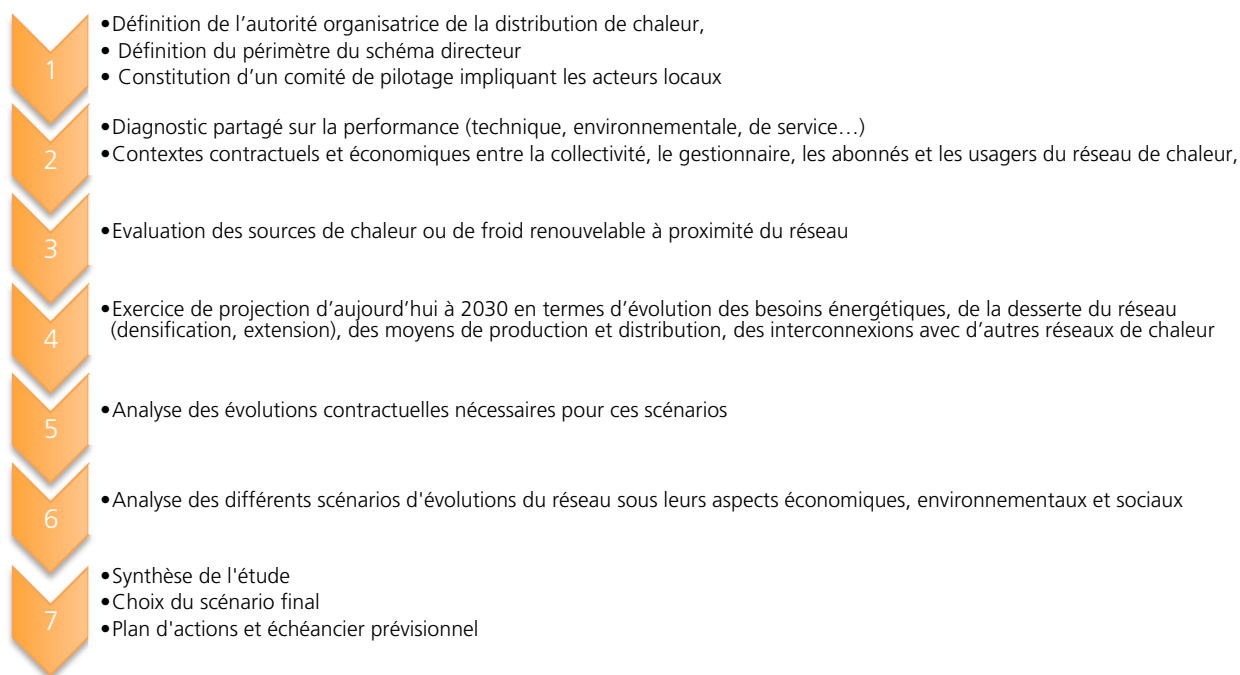 1
•Définition de l’autorité organisatrice de la distribution de chaleur,
• Définition du périmètre du schéma directeur
• Constitution d’un comité de pilotage impliquant les acteurs locaux
2
•Diagnostic partagé sur la performance (technique, environnementale, de service…)
•Contextes contractuels et économiques entre la collectivité, le gestionnaire, les abonnés et les usagers du réseau de chaleur,
3
•Evaluation des sources de chaleur ou de froid renouvelable à proximité du réseau
4
•Exercice de projection d’aujourd’hui à 2030 en termes d’évolution des besoins énergétiques, de la desserte du réseau
(densification, extension), des moyens de production et distribution, des interconnexions avec d’autres réseaux de chaleur
5
•Analyse des évolutions contractuelles nécessaires pour ces scénarios
6
•Analyse des différents scénarios d'évolutions du réseau sous leurs aspects économiques, environnementaux et sociaux
7
•Synthèse de l'étude
•Choix du scénario final
•Plan d'actions et échéancier prévisionnel